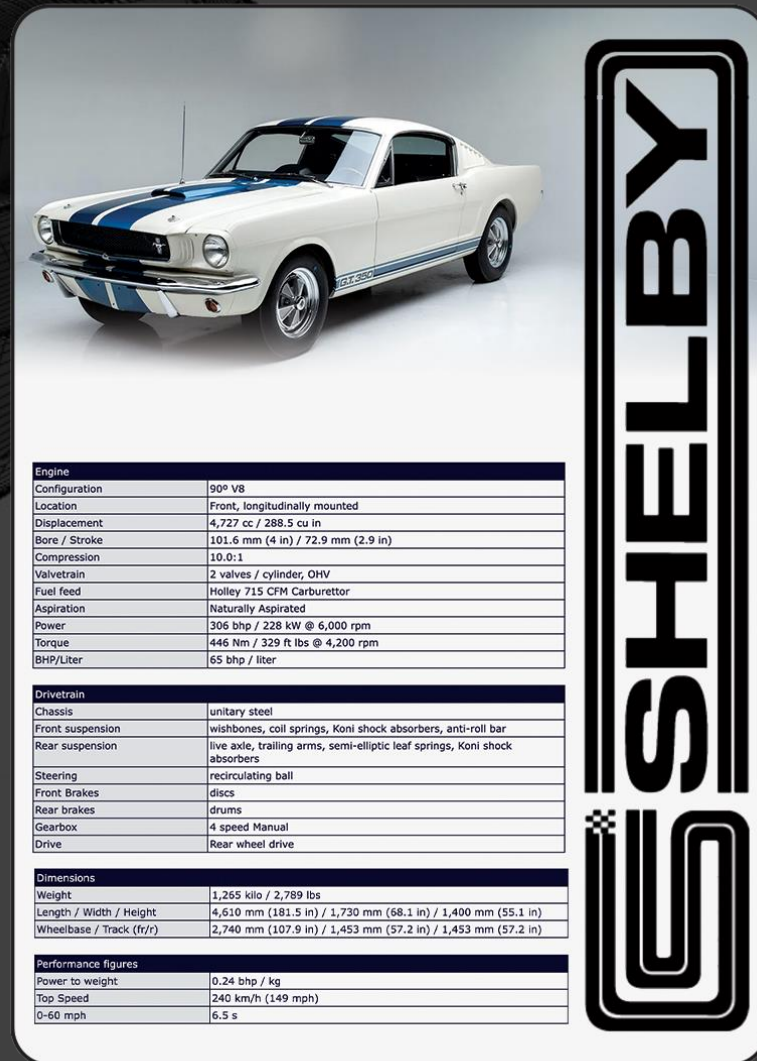 G.T. 350
SHELBY
Engine
Configuration 90º V8
Location Front, longitudinally mounted
Displacement 4,727 cc / 288.5 cu in
Bore / Stroke 101.6 mm (4 in) / 72.9 mm (2.9 in)
Compression 10.0:1
Valvetrain 2 valves / cylinder, OHV
Fuel feed Holley 715 CFM Carburettor
Aspiration Naturally Aspirated
Power 306 bhp / 228 kW @ 6,000 rpm
Torque 446 Nm / 329 ft lbs @ 4,200 rpm
BHP/Liter 65 bhp / liter
Drivetrain
Chassis unitary steel
Front suspension wishbones, coil springs, Koni shock absorbers, anti-roll bar
Rear suspension live axle, trailing arms, semi-elliptic leaf springs, Koni shock
absorbers
Steering recirculating ball
Front Brakes discs
Rear brakes drums
Gearbox 4 speed Manual
Drive Rear wheel drive
Dimensions
Weight 1,265 kilo / 2,789 lbs
Length / Width / Height 4,610 mm (181.5 in) / 1,730 mm (68.1 in) / 1,400 mm (55.1 in)
Wheelbase / Track (fr/r) 2,740 mm (107.9 in) / 1,453 mm (57.2 in) / 1,453 mm (57.2 in)
Performance figures
Power to weight 0.24 bhp / kg
Top Speed 240 km/h (149 mph)
0-60 mph 6.5 s